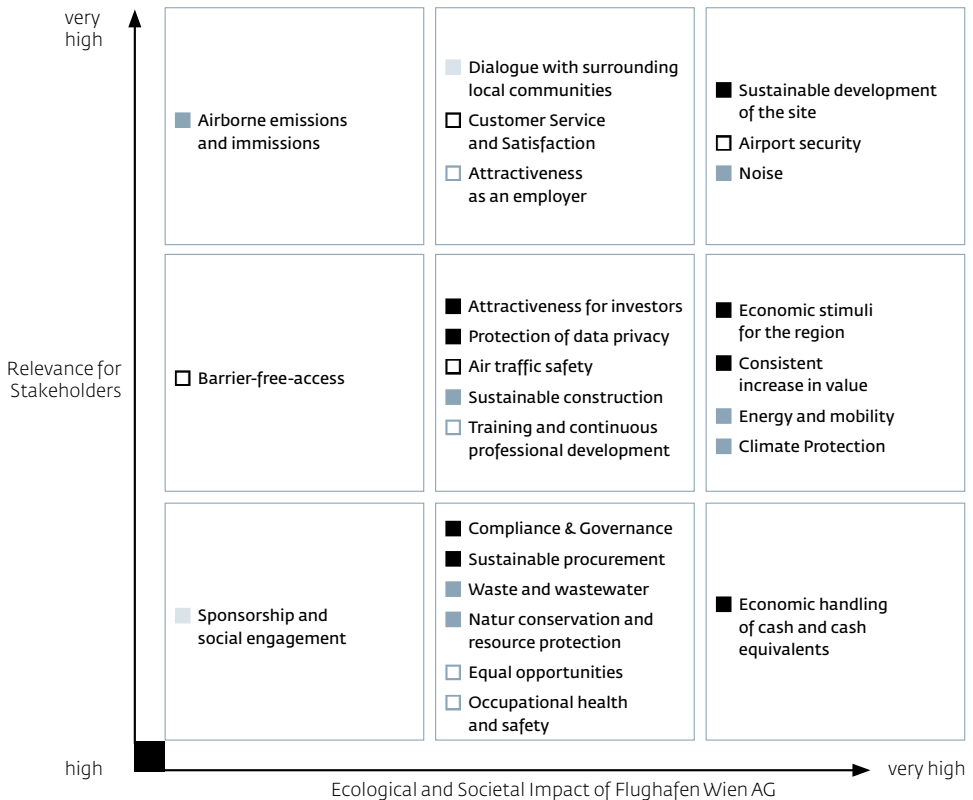 very
high
Airborne emissions
and immissions
Dialogue with surrounding
local communities
Customer Service
and Satisfaction
Attractiveness
as an employer
Sustainable development
of the site
Airport security
Noise
Relevance for
Stakeholders
Barrier-free-access
Attractiveness for investors
Protection of data privacy
Air traffic safety
Sustainable construction
Training and continuous
professional development
Economic stimuli
for the region
Consistent
increase in value
Energy and mobility
Climate Protection
Sponsorship and
social engagement
Compliance & Governance
Sustainable procurement
Waste and wastewater
Natur conservation and
resource protection
Equal opportunities
Occupational health
and safety
Economic handling
of cash and cash
equivalents
high
very high
Ecological and Societal Impact of Flughafen Wien AG